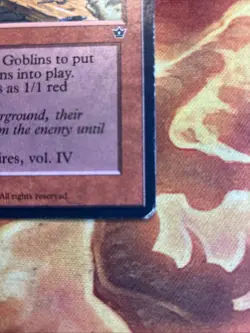 Goblins to put
ns into play.
s as 1/1 red
rground, their
on the enemy until
ires, vol. IV
All rights reserved.